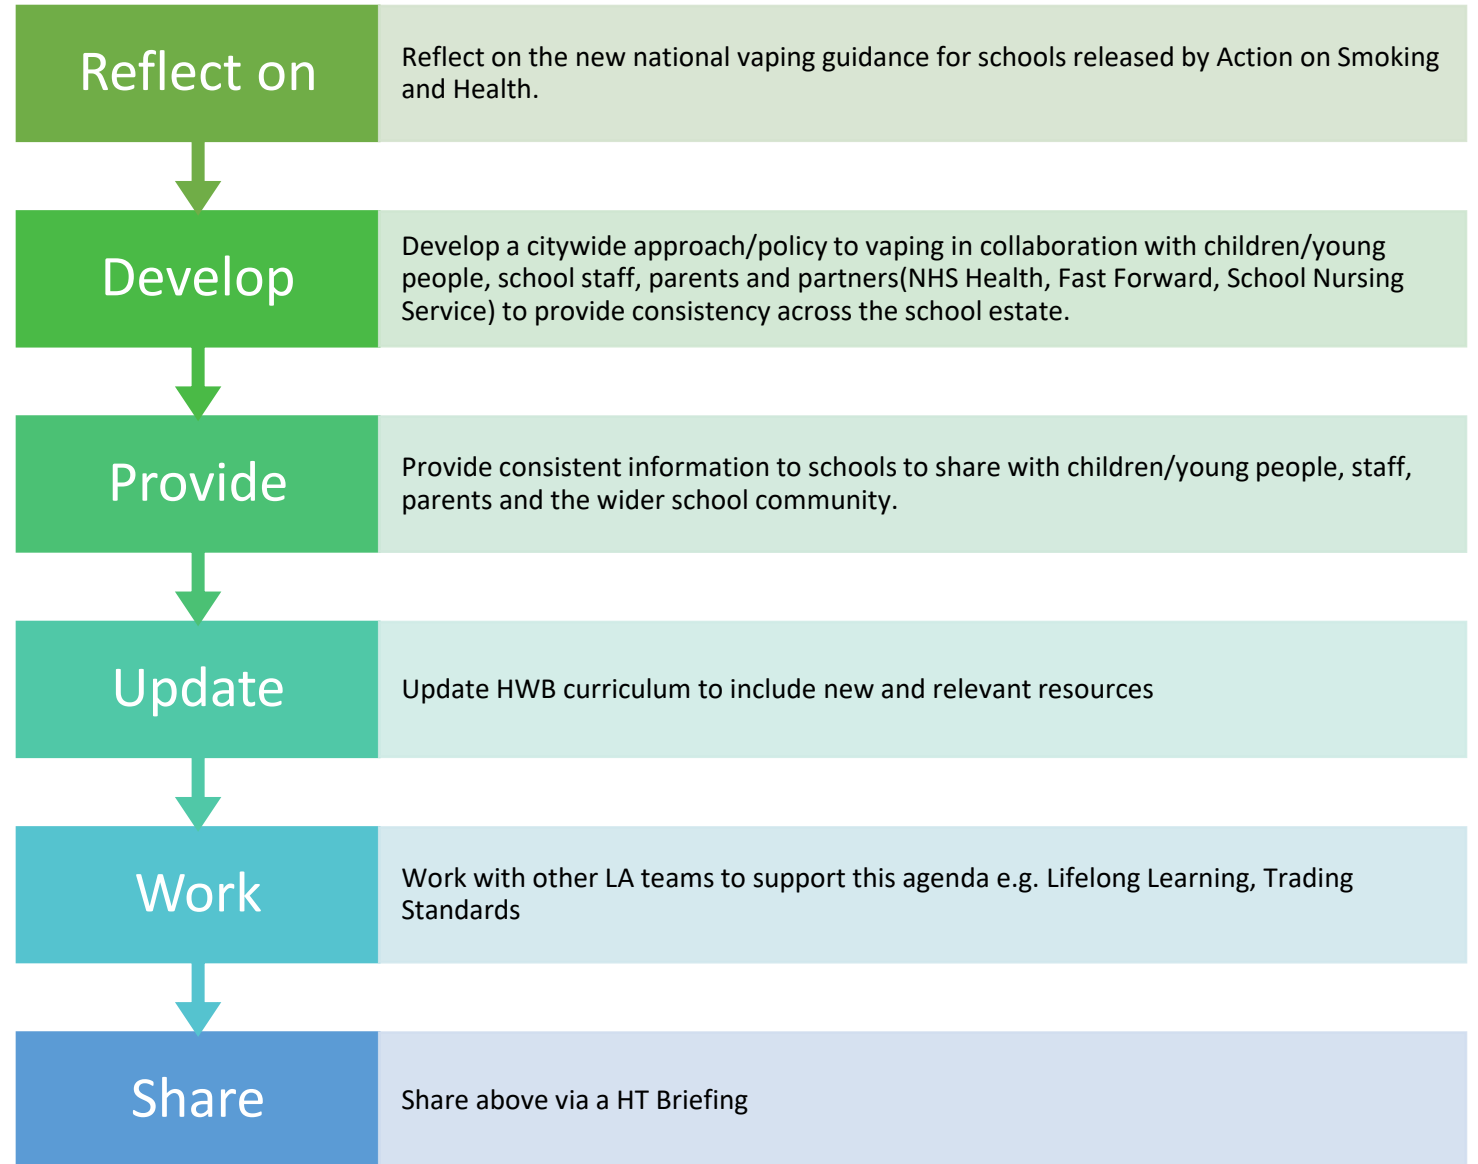 Reflect on
Reflect on the new national vaping guidance for schools released by Action on Smoking
and Health.
Develop
Develop a citywide approach/policy to vaping in collaboration with children/young
people, school staff, parents and partners(NHS Health, Fast Forward, School Nursing
Service) to provide consistency across the school estate.
Provide
Provide consistent information to schools to share with children/young people, staff,
parents and the wider school community.
Update
Update HWB curriculum to include new and relevant resources
Work
Work with other LA teams to support this agenda e.g. Lifelong Learning, Trading
Standards
Share
Share above via a HT Briefing